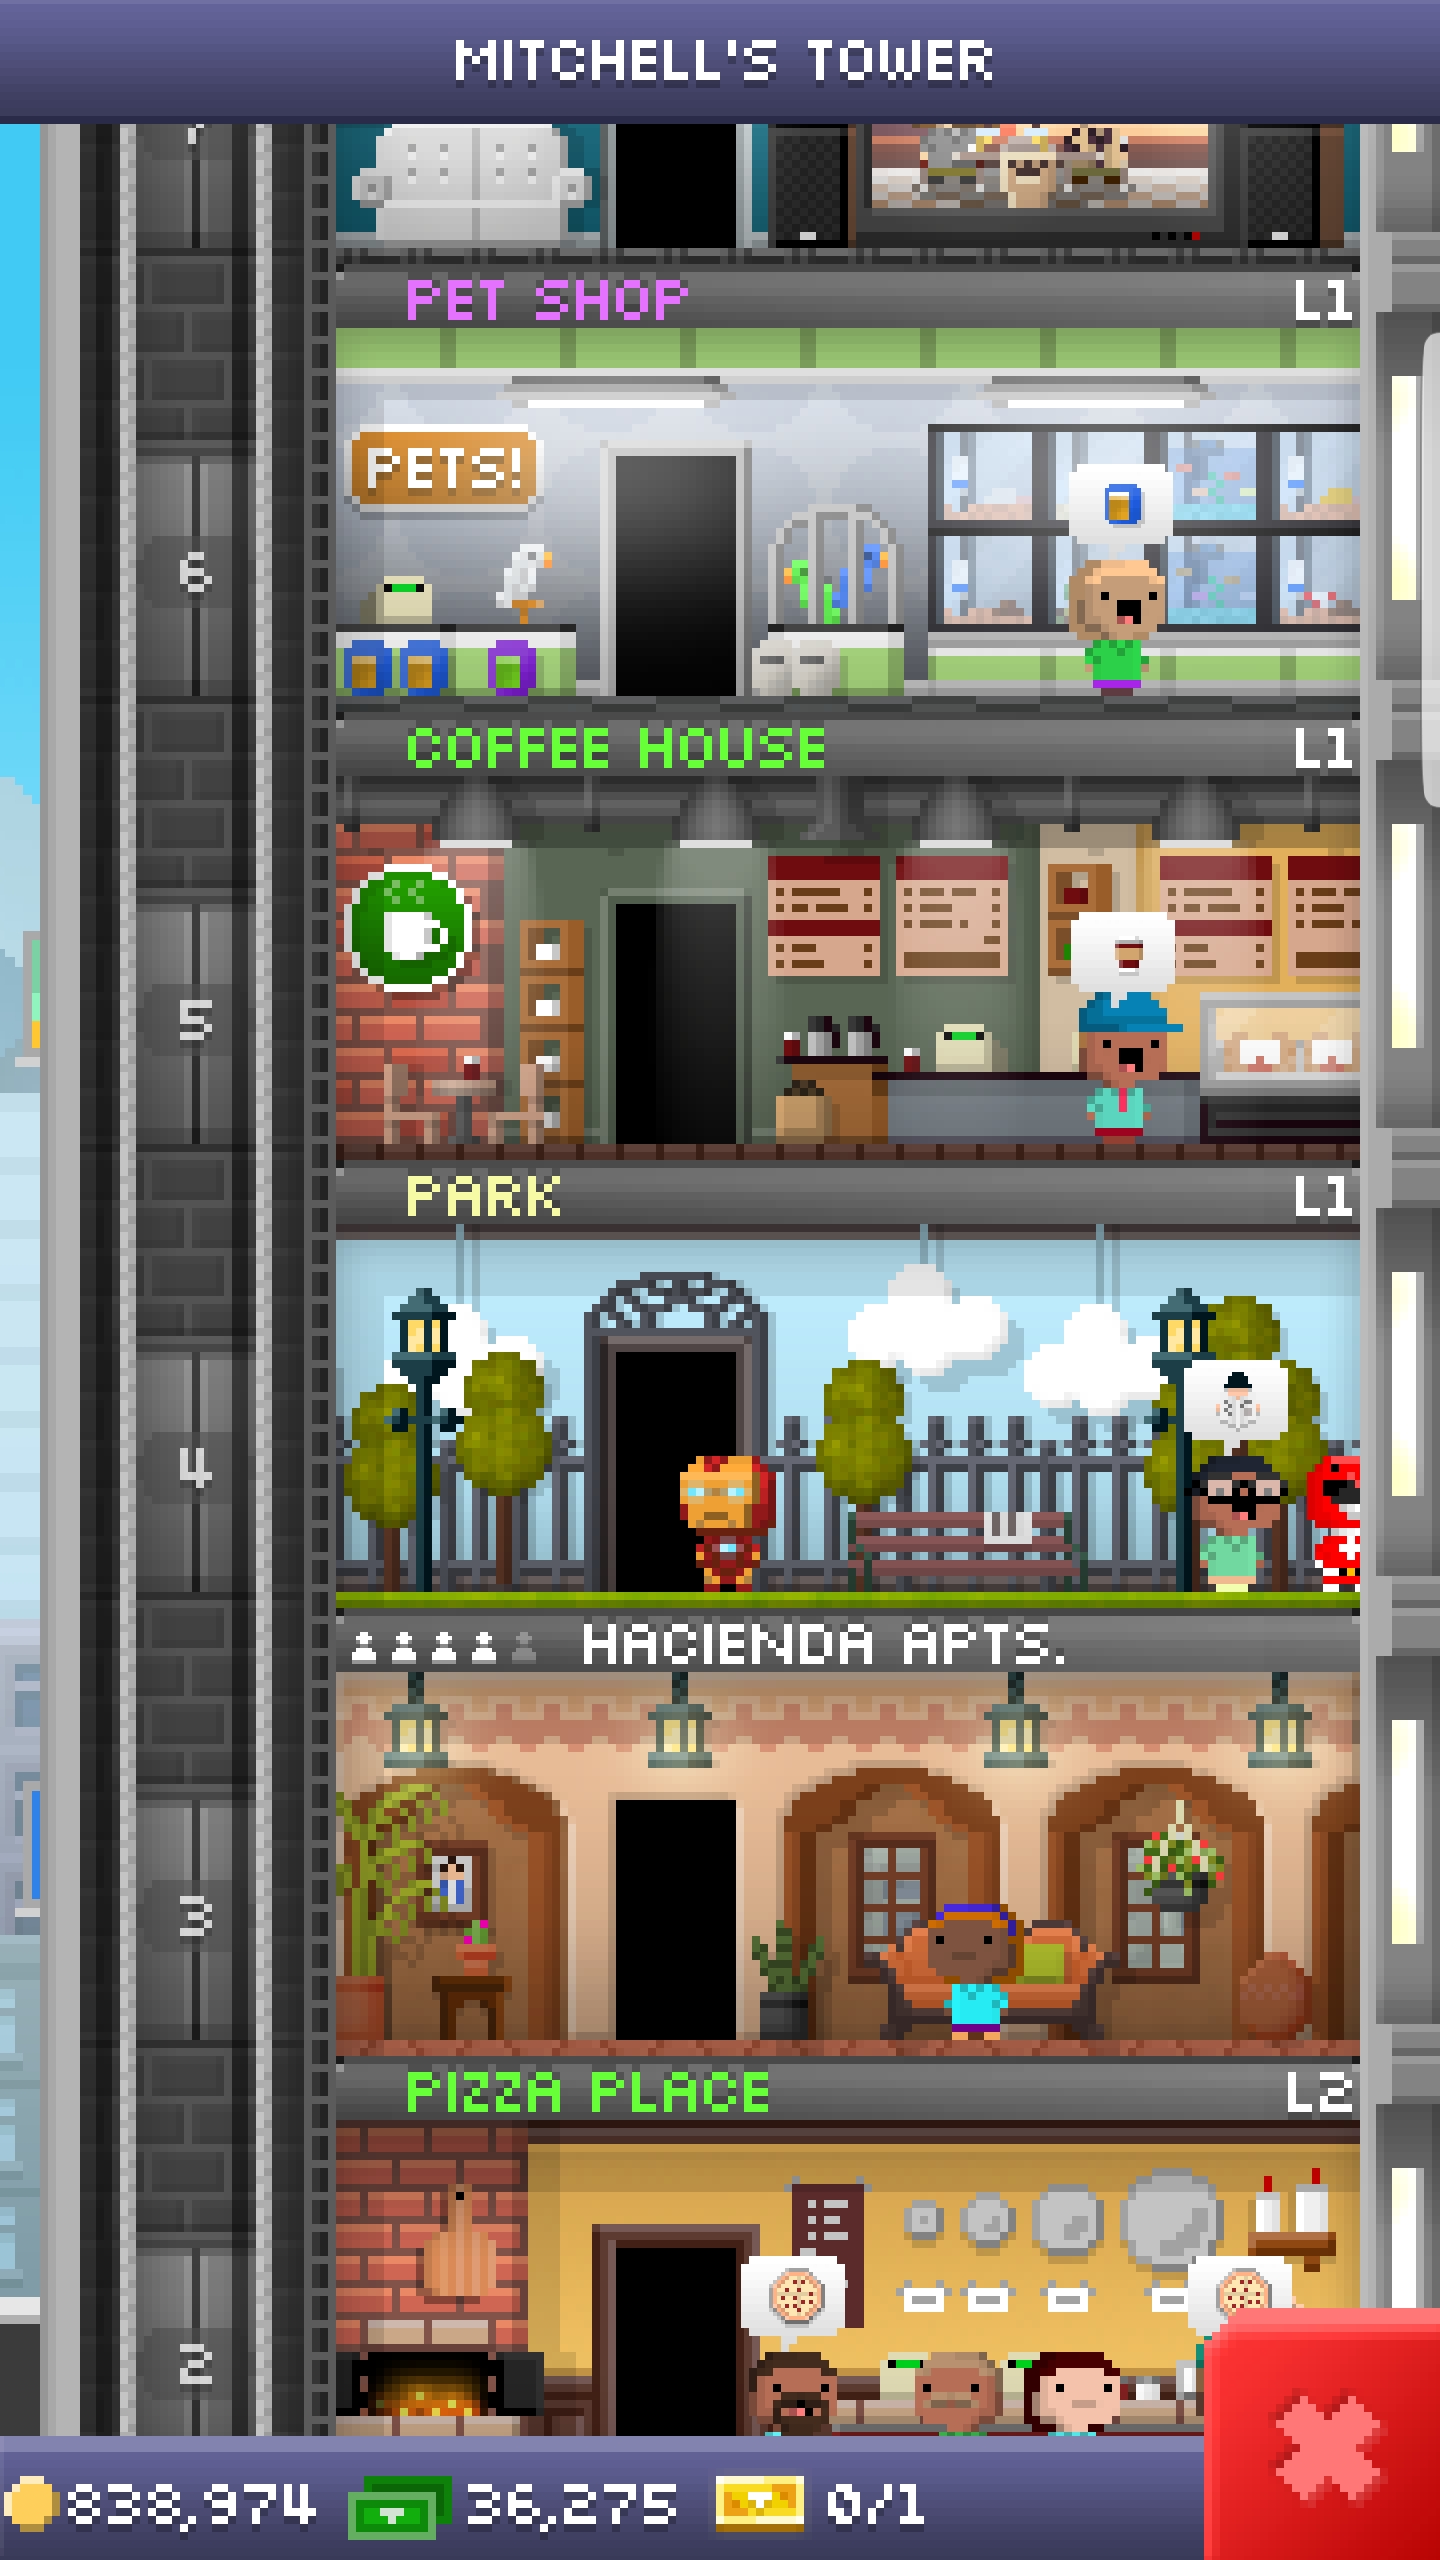 MITCHELL'S TOWER
PET SHOP L1
PETS!
6
COFFEE HOUSE L1
5
PARK L1
4
HACIENDA APTS.
3
PIZZA PLACE L2
2
838,974 36,275 0/1